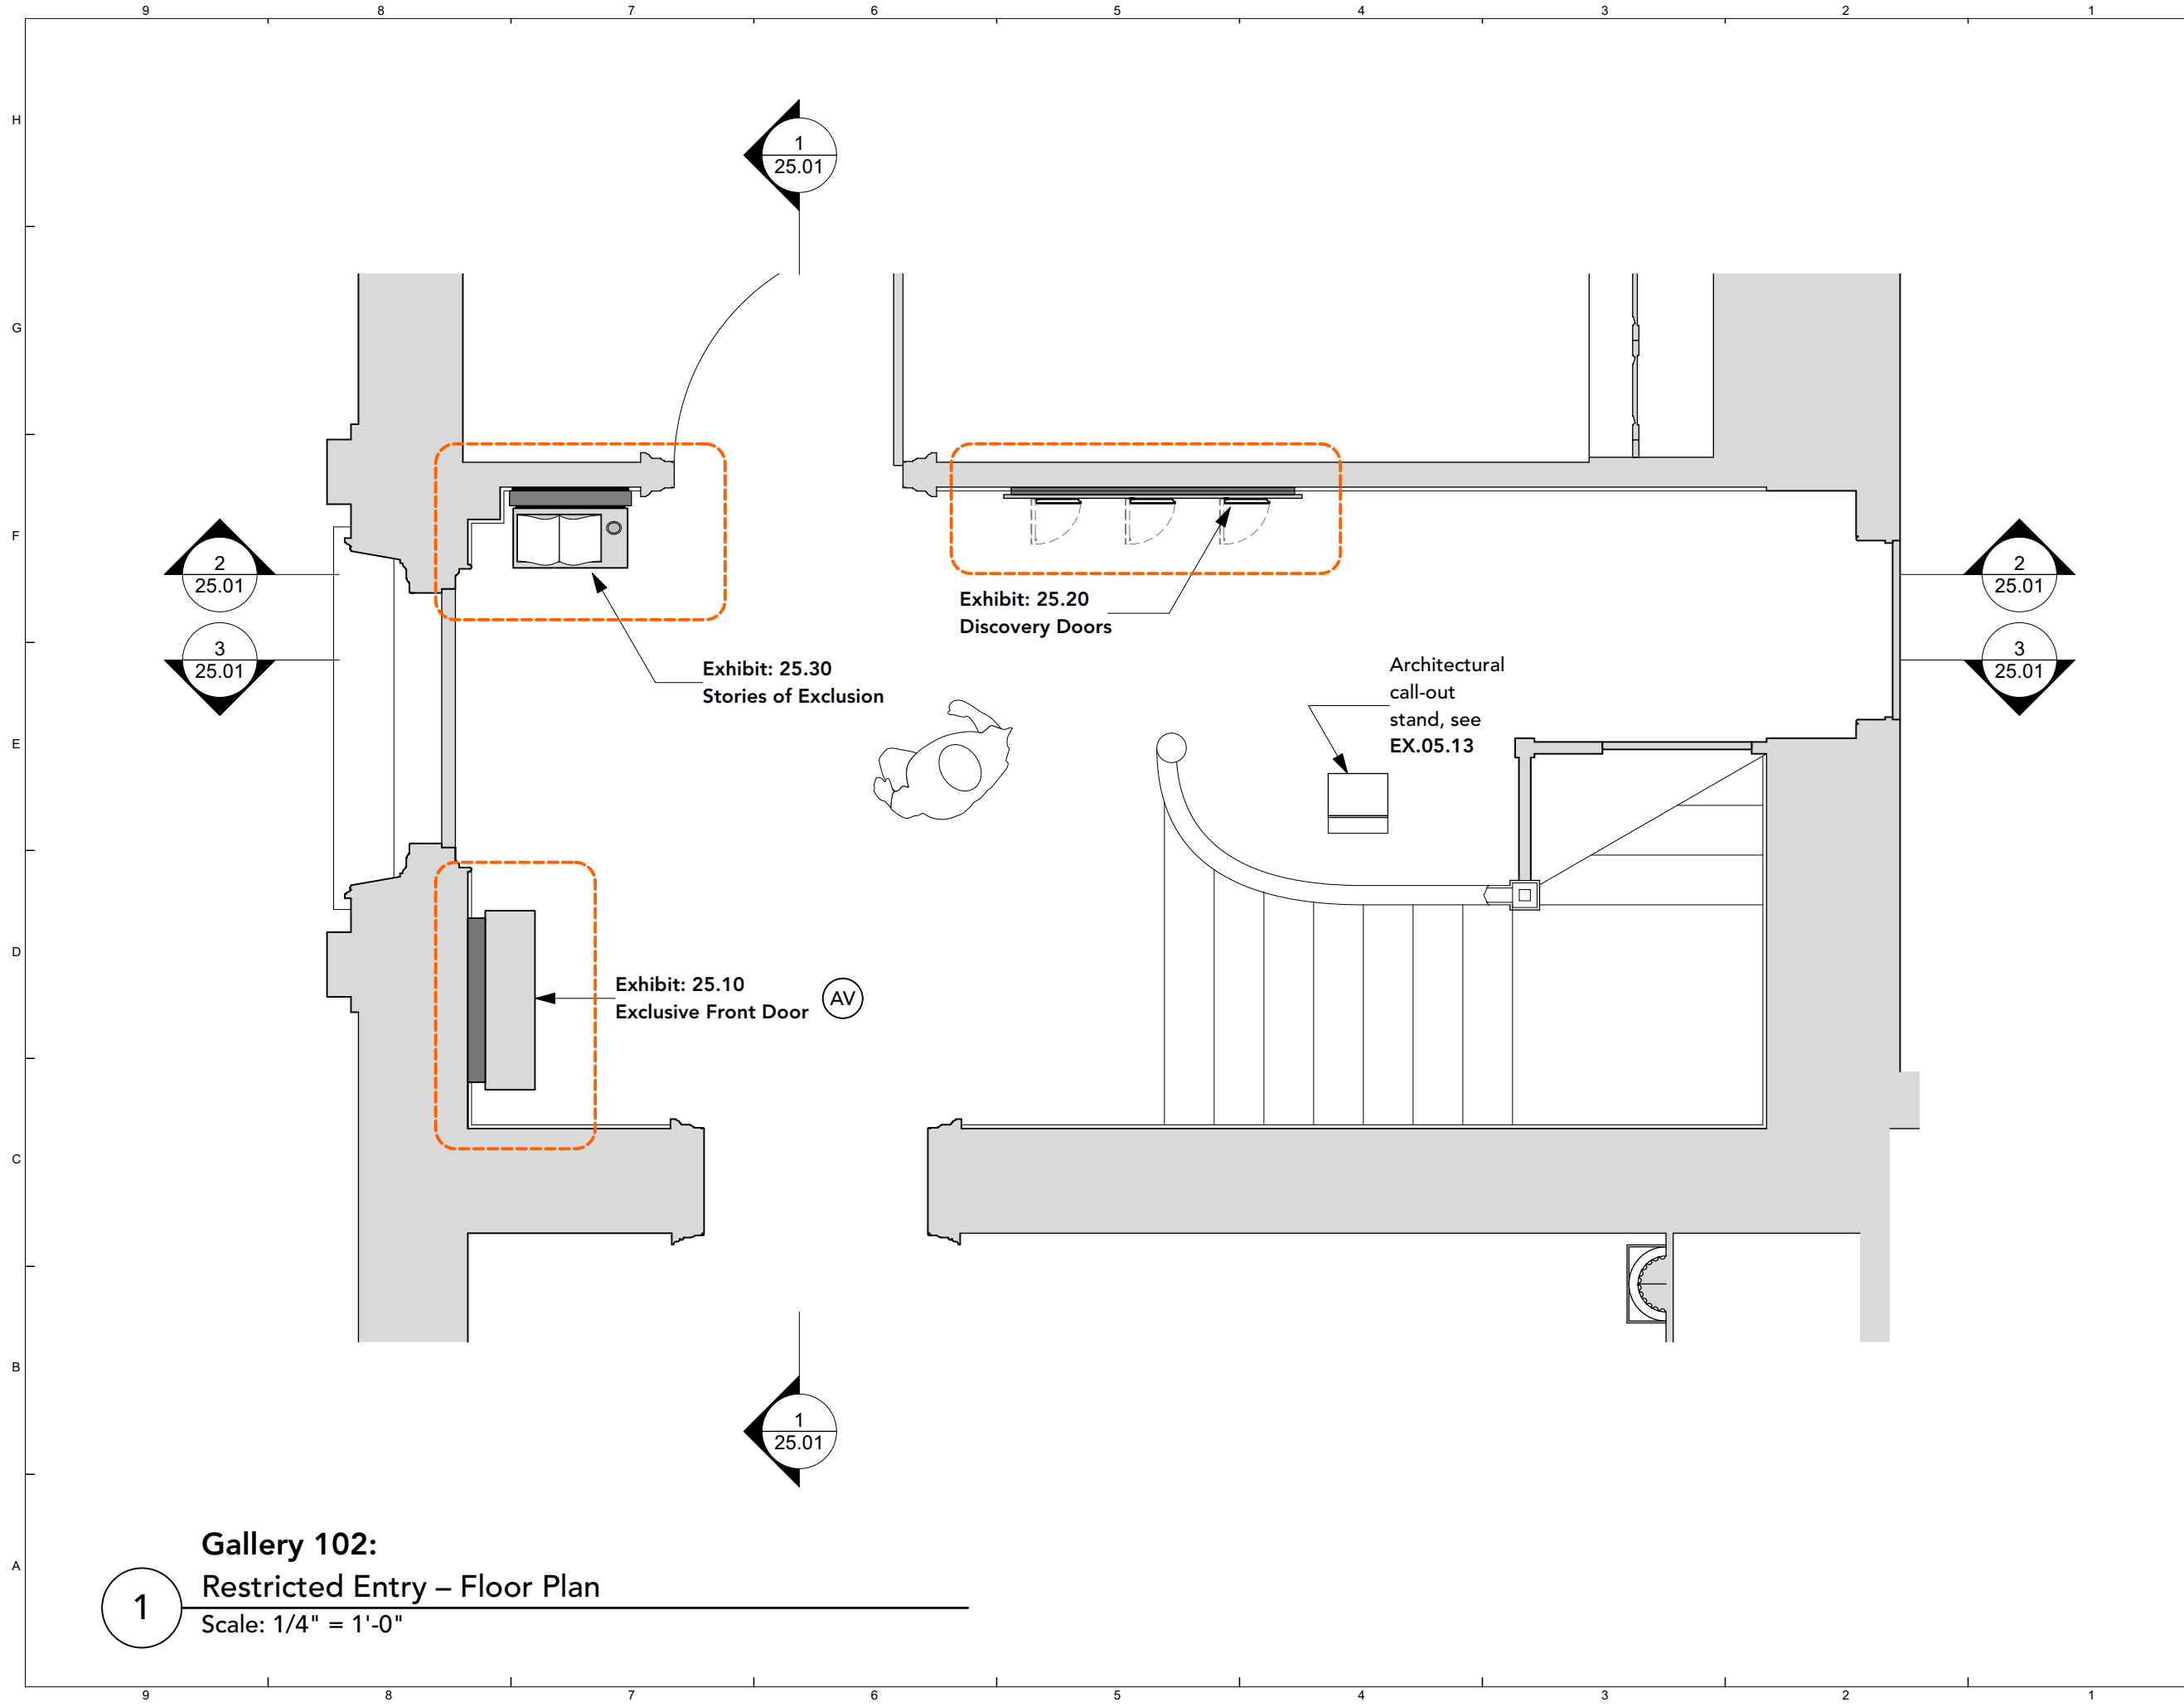 9 8 7 6 5 4 3 2 1
H
1
25.01
G
F
2
25.01
2
25.01
Exhibit: 25.20
Discovery Doors
3
25.01
3
25.01
Exhibit: 25.30
Stories of Exclusion
Architectural
call-out
stand, see
EX.05.13
E
D
Exhibit: 25.10
Exclusive Front Door
AV
C
B
1
25.01
A
Gallery 102:
1
Restricted Entry – Floor Plan
Scale: 1/4" = 1'-0"
9 8 7 6 5 4 3 2 1